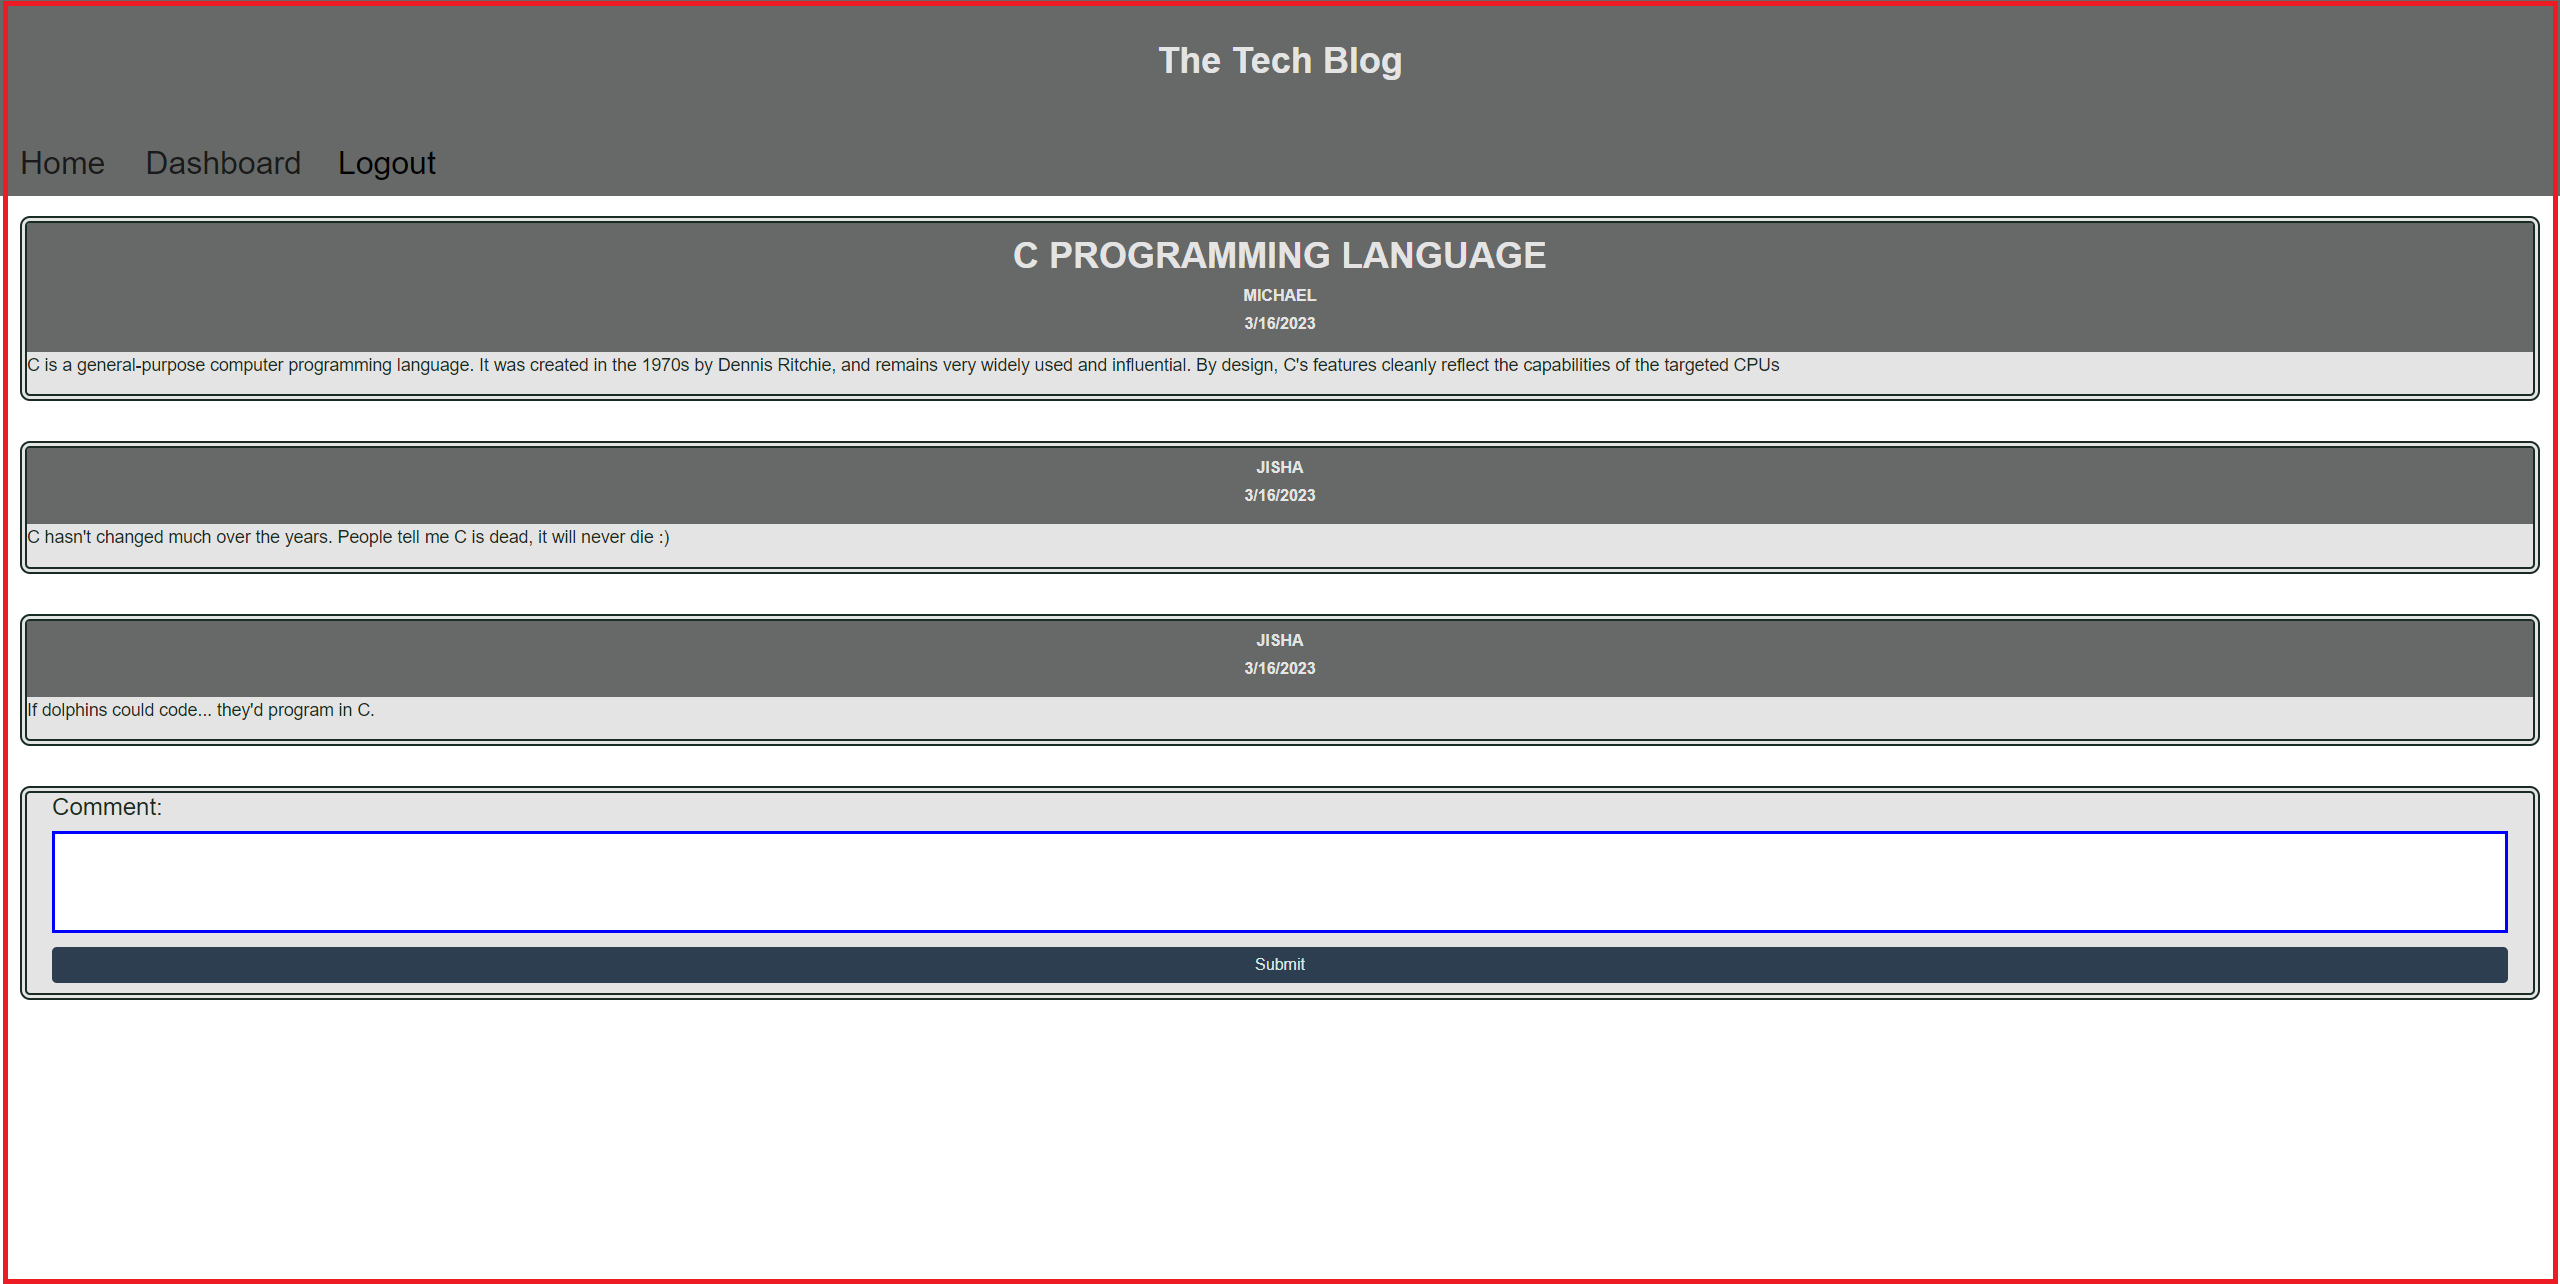 The Tech Blog
Home Dashboard Logout
C PROGRAMMING LANGUAGE
MICHAEL
3/16/2023
C is a general-purpose computer programming language. It was created in the 1970s by Dennis Ritchie, and remains very widely used and influential. By design, C's features cleanly reflect the capabilities of the targeted CPUs
JISHA
3/16/2023
C hasn't changed much over the years. People tell me C is dead, it will never die :)
JISHA
3/16/2023
If dolphins could code... they'd program in C.
Comment:
Submit